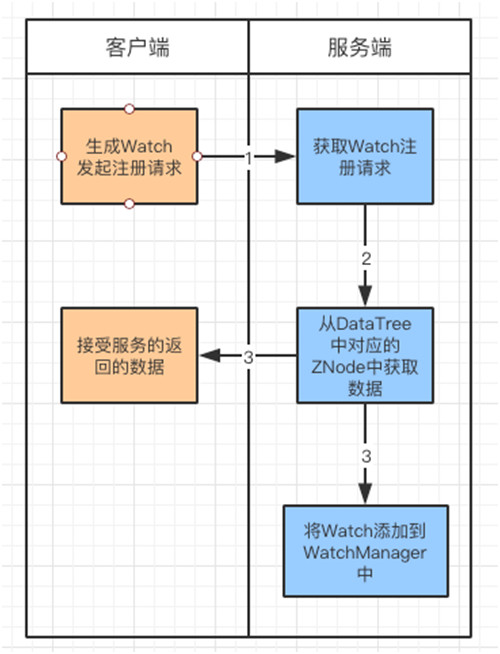 客户端
服务端
生成Watch
发起注册请求
1
获取Watch注
册请求
2
从DataTree
中对应的
ZNode中获取
数据
3
接受服务的返
回的数据
3
将Watch添加到
WatchManager
中